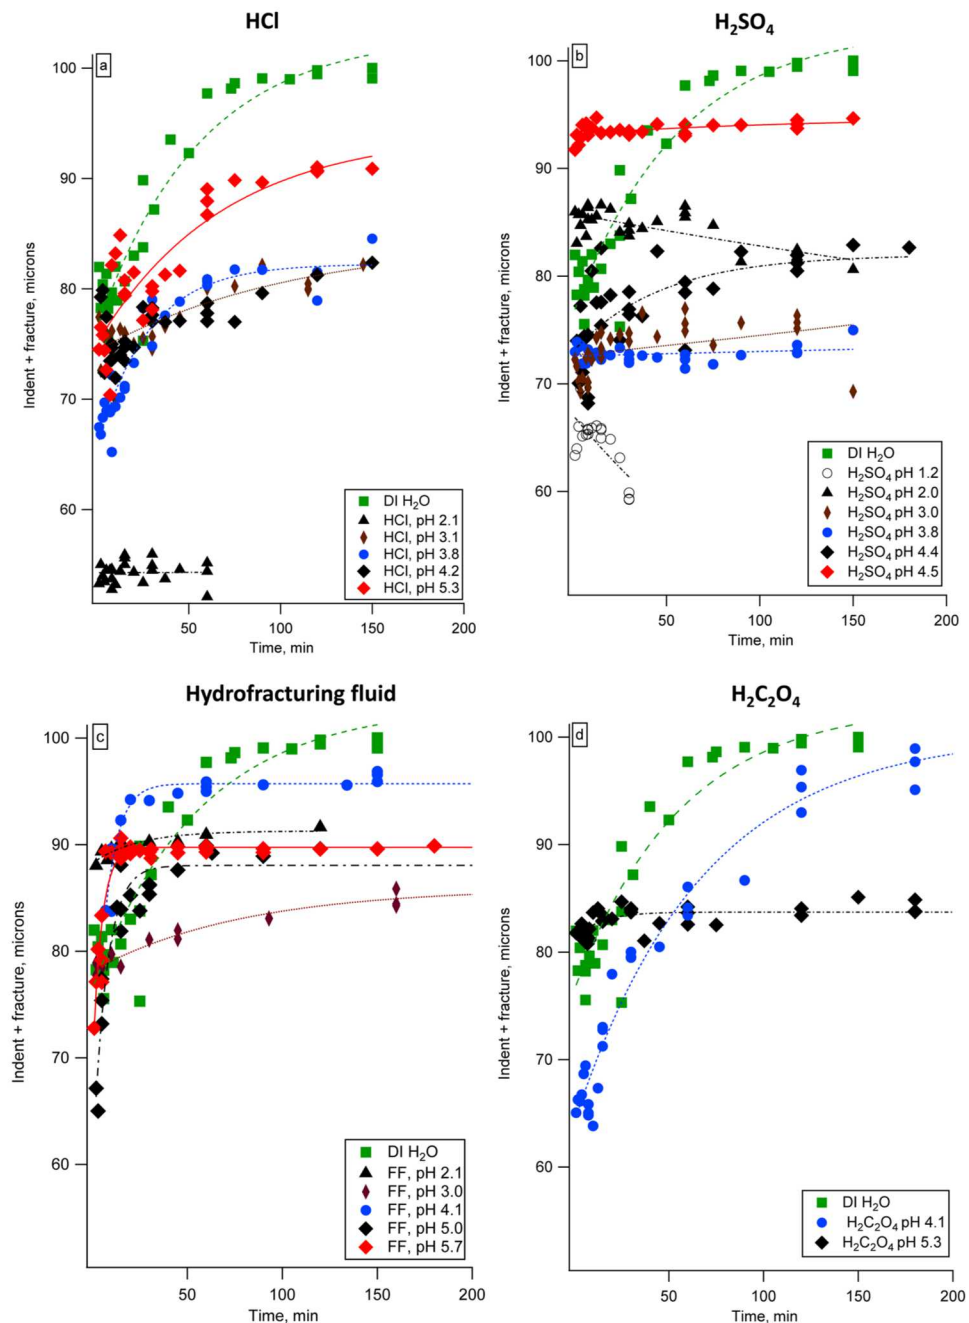 HCl
a
100
90
80
70
60
Indent + fracture, microns
DI H₂O
HCl, pH 2.1
HCl, pH 3.1
HCl, pH 3.8
HCl, pH 4.2
HCl, pH 5.3
50
100
150
200
Time, min
H₂SO₄
b
100
90
80
70
60
Indent + fracture, microns
DI H₂O
H₂SO₄ pH 1.2
H₂SO₄ pH 2.0
H₂SO₄ pH 3.0
H₂SO₄ pH 3.8
H₂SO₄ pH 4.4
H₂SO₄ pH 4.5
50
100
150
200
Time, min
Hydrofracturing fluid
c
100
90
80
70
60
Indent + fracture, microns
DI H₂O
FF, pH 2.1
FF, pH 3.0
FF, pH 4.1
FF, pH 5.0
FF, pH 5.7
50
100
150
200
Time, min
H₂C₂O₄
d
100
90
80
70
60
Indent + fracture, microns
DI H₂O
H₂C₂O₄ pH 4.1
H₂C₂O₄ pH 5.3
50
100
150
200
Time, min